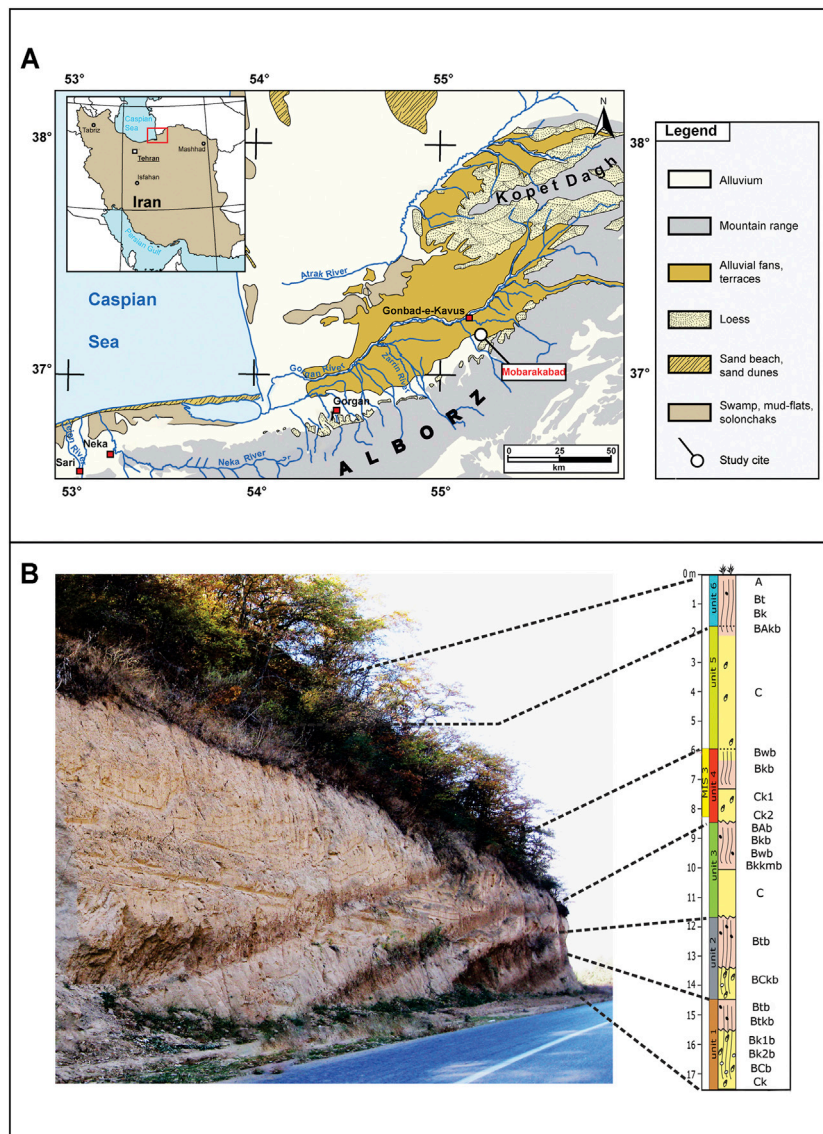 A
53°
54°
55°
38°
38°
37°
37°
53°
54°
55°
Caspian
Sea
Tabriz
Tehran
Mashhad
Isfahan
Iran
Persian Gulf
N
Kopet Dagh
Atrak River
Caspian
Sea
Gonbad-e-Kavus
Mobarakabad
Gorgan River
Zarrin River
Gorgan
ALBORZ
Neka
Sari
River
Neka River
0 25 50
km
Legend
Alluvium
Mountain range
Alluvial fans,
terraces
Loess
Sand beach,
sand dunes
Swamp, mud-flats,
solonchaks
Study cite
B
0 m
1
2
3
4
5
6
7
8
9
10
11
12
13
14
15
16
17
unit 6
unit 5
MIS 3
unit 4
unit 3
unit 2
unit 1
A
Bt
Bk
BAkb
C
Bwb
Bkb
Ck1
Ck2
BAb
Bkb
Bwb
Bkkmb
C
Btb
BCkb
Btb
Btkb
Bk1b
Bk2b
BCb
Ck